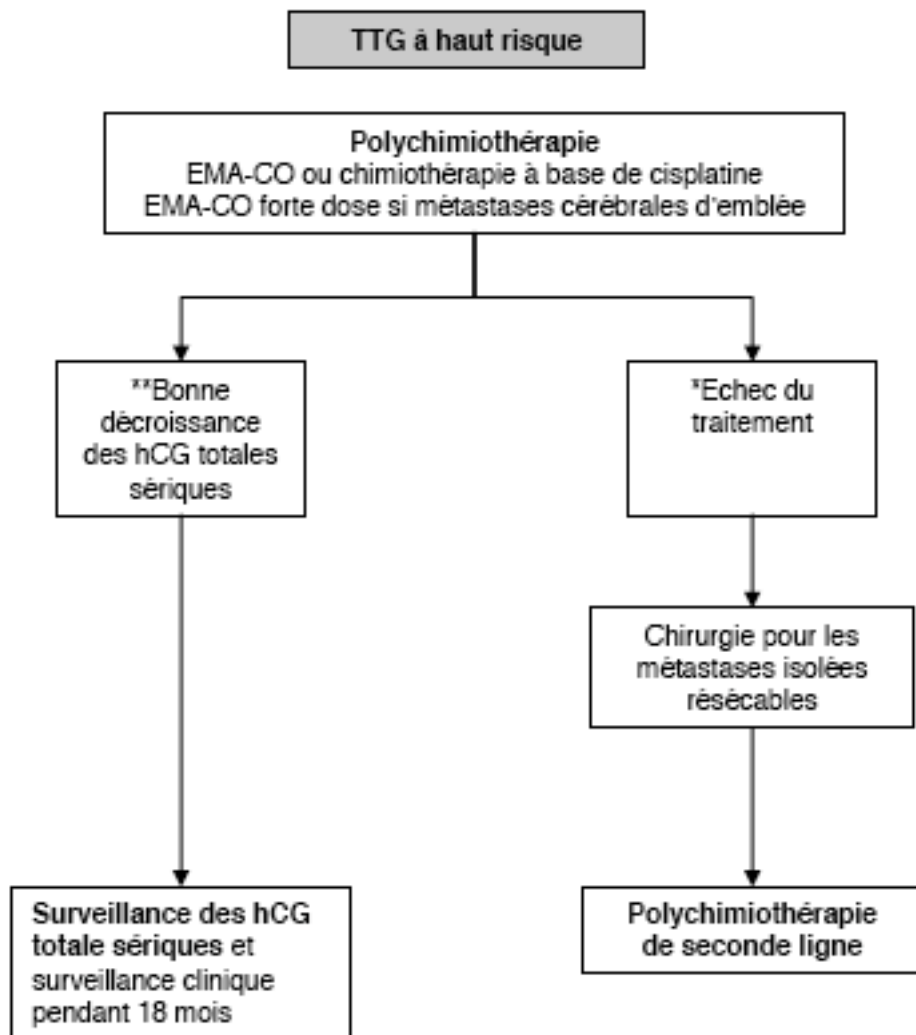 TTG à haut risque
Polychimiothérapie
EMA-CO ou chimiothérapie à base de cisplatine
EMA-CO forte dose si métastases cérébrales d'emblée
**Bonne
décroissance
des hCG totales
sériques
*Echec du
traitement
Chirurgie pour les
métastases isolées
résécables
Surveillance des hCG
totale sériques et
surveillance clinique
pendant 18 mois
Polychimiothérapie
de seconde ligne